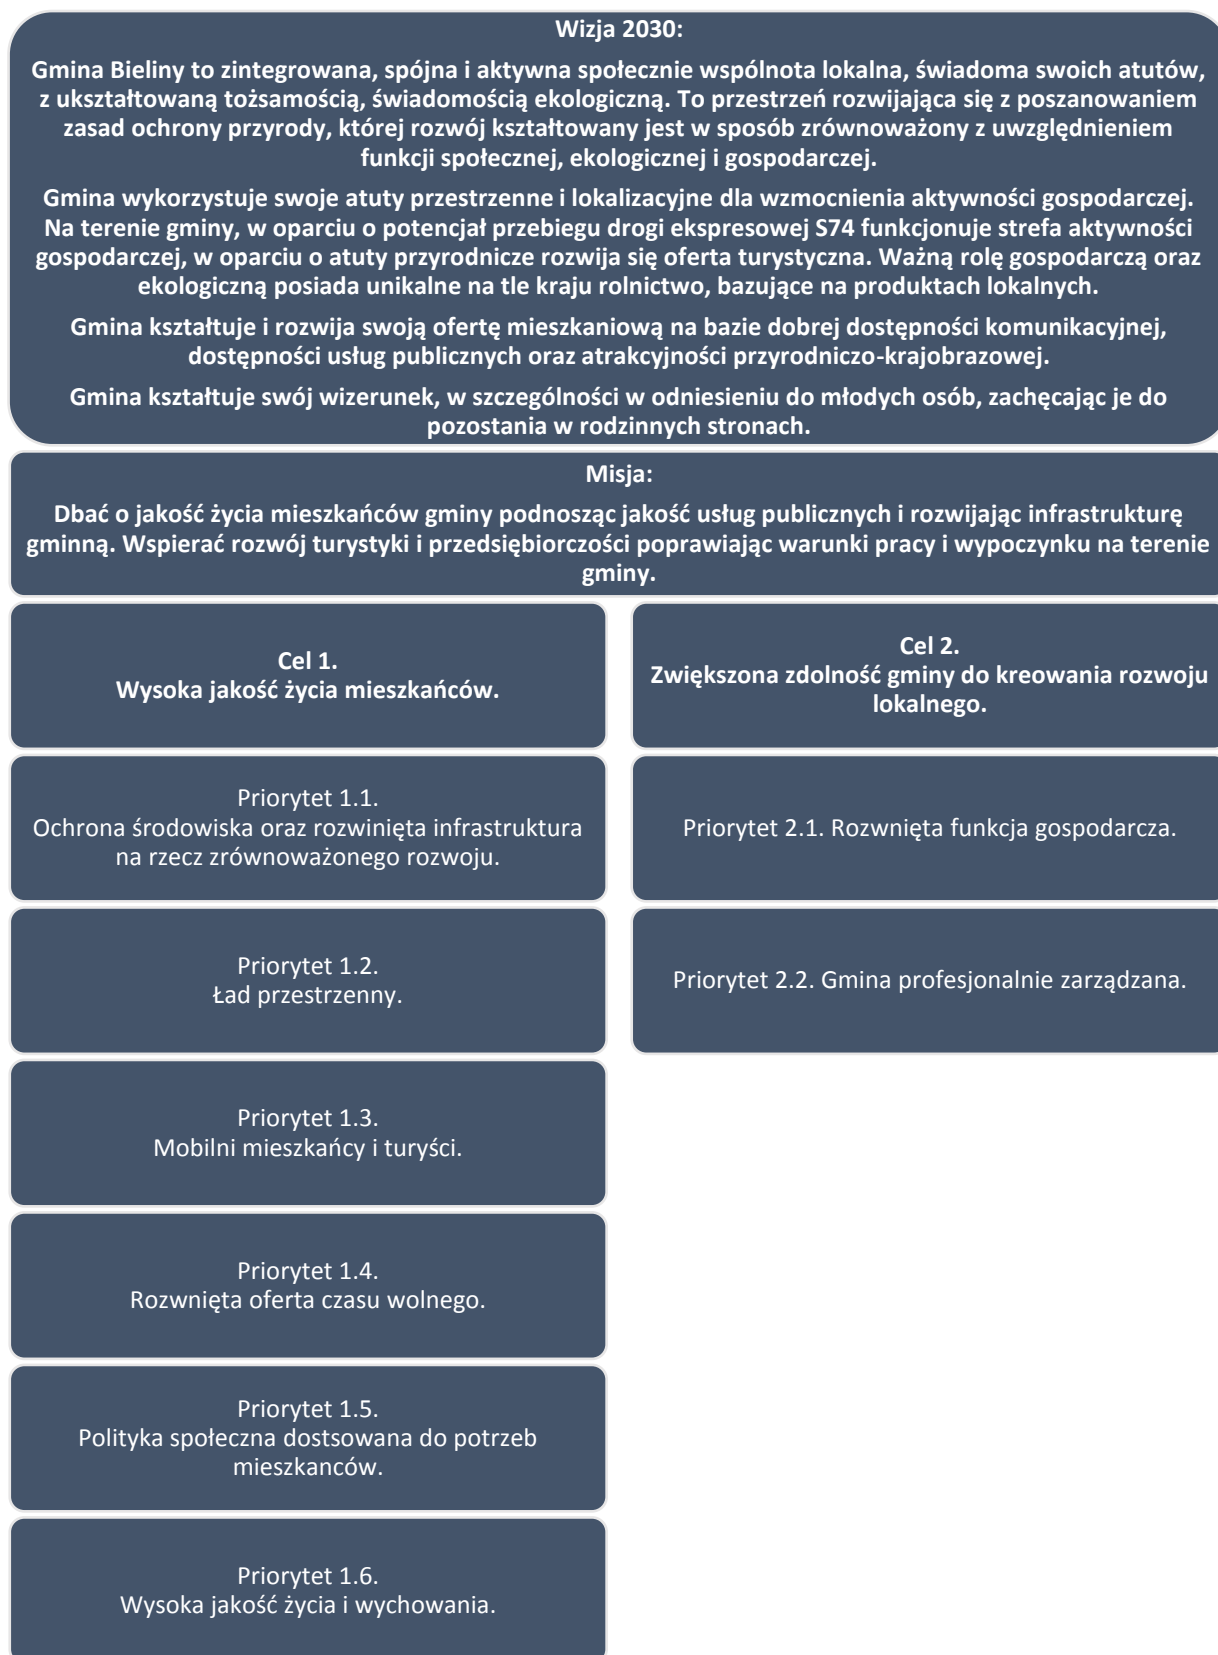 Wizja 2030:
Gmina Bieliny to zintegrowana, spójna i aktywna społecznie wspólnota lokalna, świadoma swoich atutów,
z ukształtowaną tożsamością, świadomością ekologiczną. To przestrzeń rozwijająca się z poszanowaniem
zasad ochrony przyrody, której rozwój kształtowany jest w sposób zrównoważony z uwzględnieniem
funkcji społecznej, ekologicznej i gospodarczej.
Gmina wykorzystuje swoje atuty przestrzenne i lokalizacyjne dla wzmocnienia aktywności gospodarczej.
Na terenie gminy, w oparciu o potencjał przebiegu drogi ekspresowej S74 funkcjonuje strefa aktywności
gospodarczej, w oparciu o atuty przyrodnicze rozwija się oferta turystyczna. Ważną rolę gospodarczą oraz
ekologiczną posiada unikalne na tle kraju rolnictwo, bazujące na produktach lokalnych.
Gmina kształtuje i rozwija swoją ofertę mieszkaniową na bazie dobrej dostępności komunikacyjnej,
dostępności usług publicznych oraz atrakcyjności przyrodniczo-krajobrazowej.
Gmina kształtuje swój wizerunek, w szczególności w odniesieniu do młodych osób, zachęcając je do
pozostania w rodzinnych stronach.
Misja:
Dbać o jakość życia mieszkańców gminy podnosząc jakość usług publicznych i rozwijając infrastrukturę
gminną. Wspierać rozwój turystyki i przedsiębiorczości poprawiając warunki pracy i wypoczynku na terenie
gminy.
Cel 1.
Wysoka jakość życia mieszkańców.
Priorytet 1.1.
Ochrona środowiska oraz rozwinięta infrastruktura
na rzecz zrównoważonego rozwoju.
Priorytet 1.2.
Ład przestrzenny.
Priorytet 1.3.
Mobilni mieszkańcy i turyści.
Priorytet 1.4.
Rozwnięta oferta czasu wolnego.
Priorytet 1.5.
Polityka społeczna dostsowana do potrzeb
mieszkanców.
Priorytet 1.6.
Wysoka jakość życia i wychowania.
Cel 2.
Zwiększona zdolność gminy do kreowania rozwoju
lokalnego.
Priorytet 2.1. Rozwnięta funkcja gospodarcza.
Priorytet 2.2. Gmina profesjonalnie zarządzana.